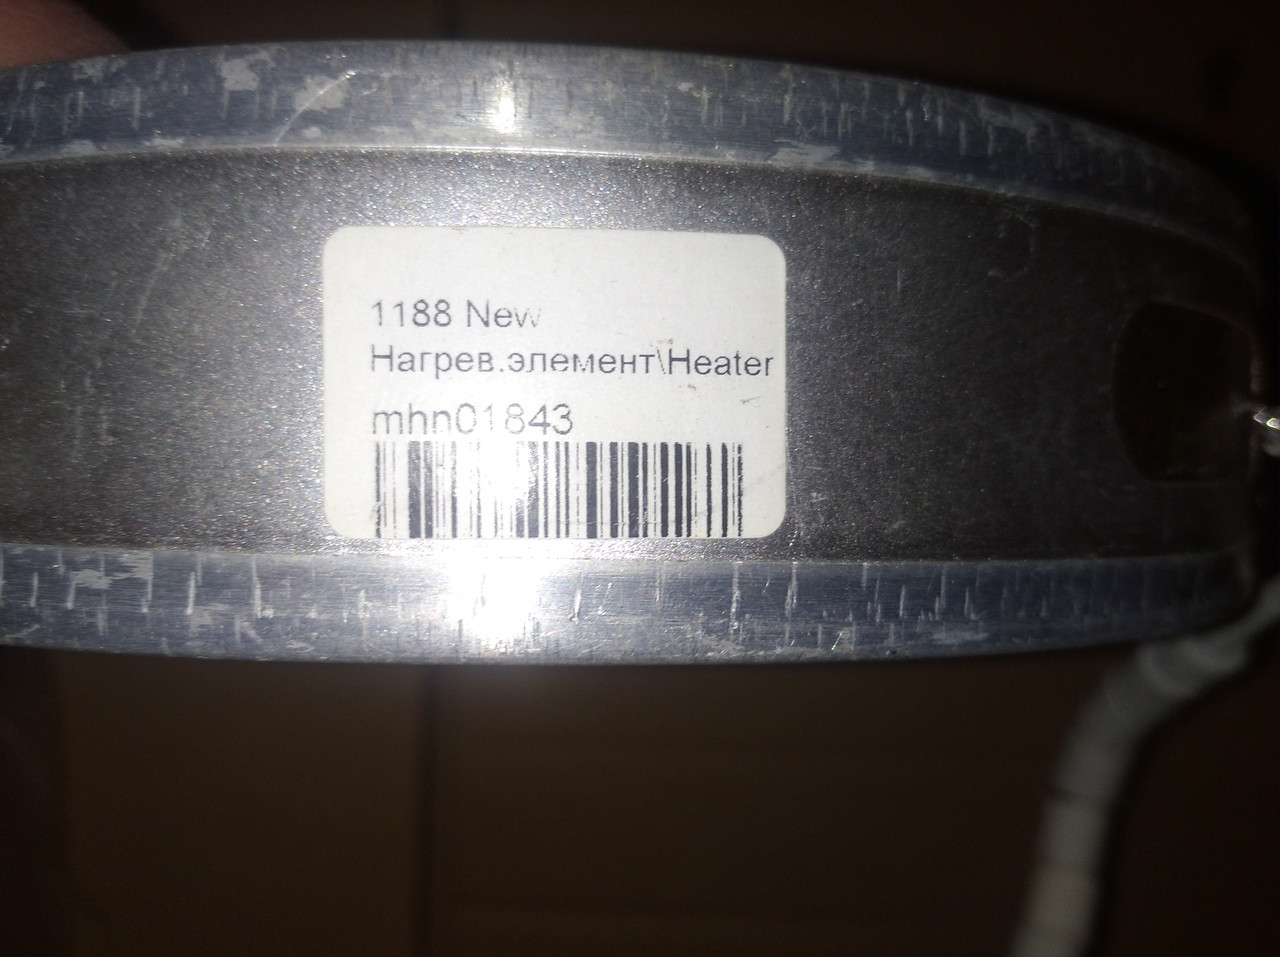 1188 New
Нагрев.элемент\Heater
mhn01843